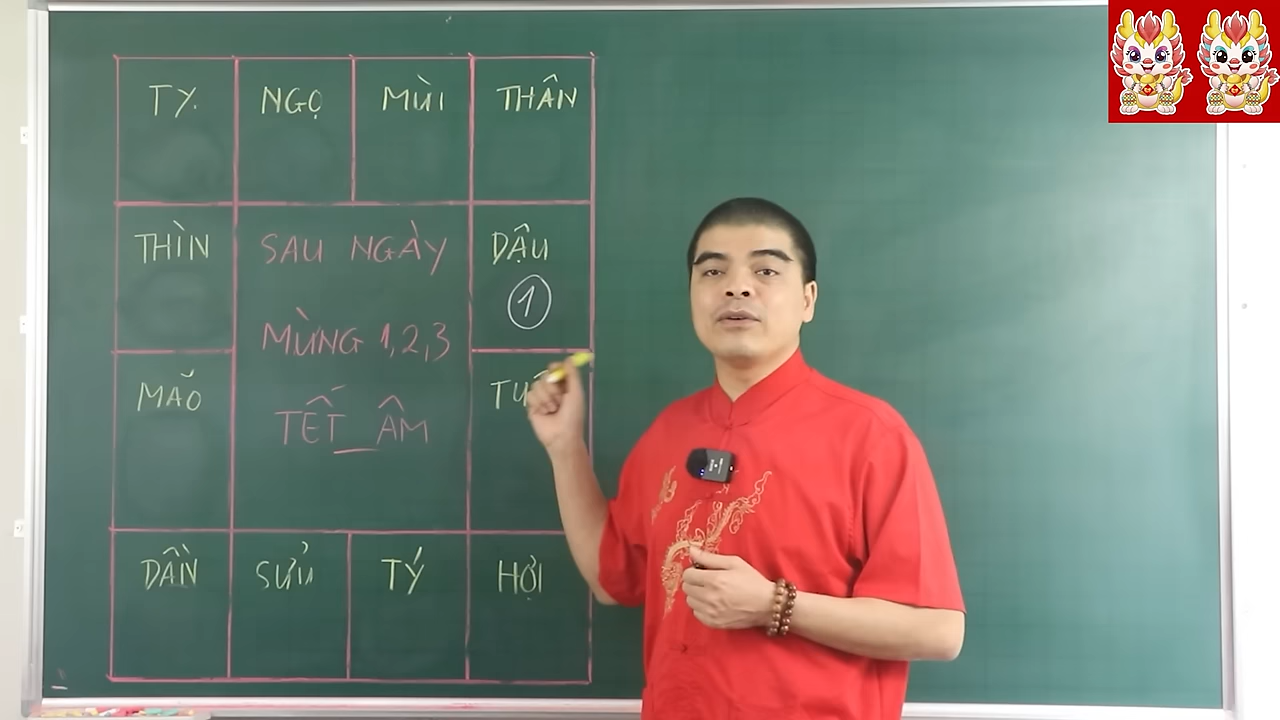 TỴ
NGỌ
MÙI
THÂN
THÌN
SAU NGÀY
DẬU
1
MÙNG 1,2,3
MÃO
TẾT ÂM
DẦN
SỬU
TÝ
HỢI